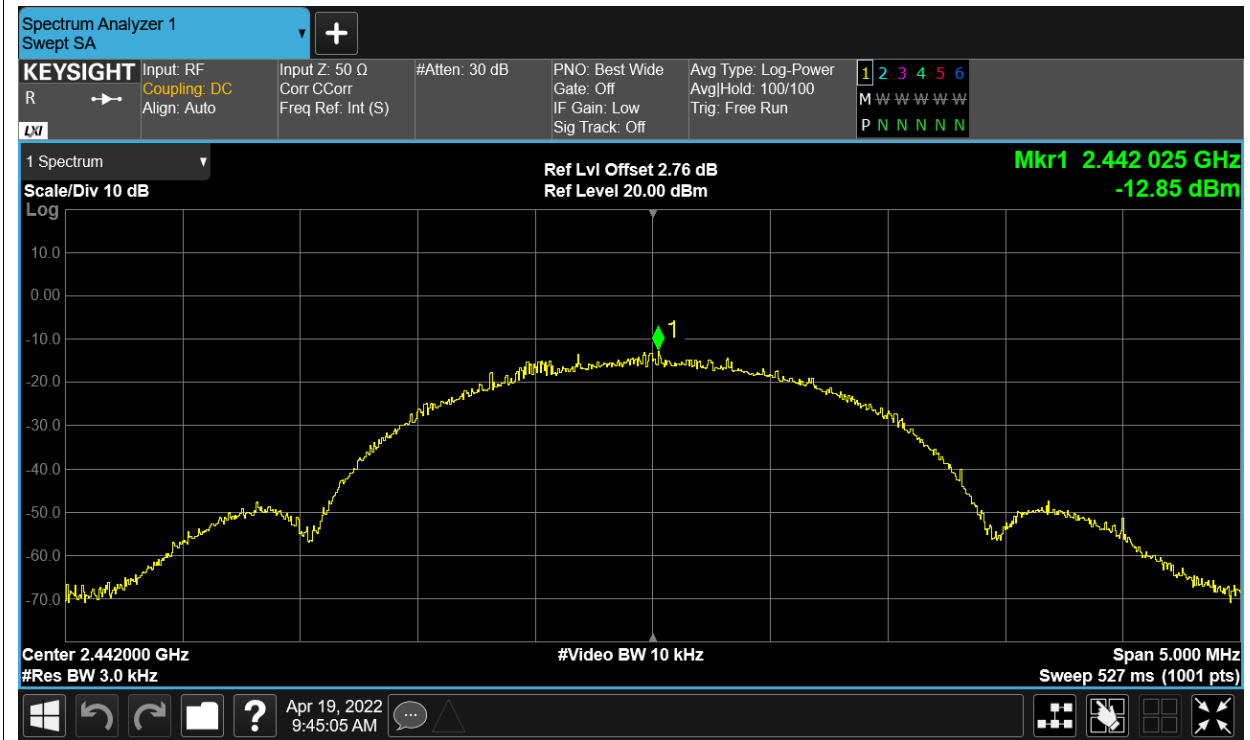 Spectrum Analyzer 1
Swept SA
+
KEYSIGHT
R
LXI
Input: RF
Coupling: DC
Align: Auto
Input Z: 50 Ω
Corr CCorr
Freq Ref: Int (S)
#Atten: 30 dB
PNO: Best Wide
Gate: Off
IF Gain: Low
Sig Track: Off
Avg Type: Log-Power
Avg|Hold: 100/100
Trig: Free Run
1 2 3 4 5 6
M W W W W W
P N N N N N
1 Spectrum
Scale/Div 10 dB
Log
Ref Lvl Offset 2.76 dB
Ref Level 20.00 dBm
Mkr1 2.442 025 GHz
-12.85 dBm
10.0
0.00
-10.0
-20.0
-30.0
-40.0
-50.0
-60.0
-70.0
1
Center 2.442000 GHz
#Res BW 3.0 kHz
#Video BW 10 kHz
Span 5.000 MHz
Sweep 527 ms (1001 pts)
?
Apr 19, 2022
9:45:05 AM